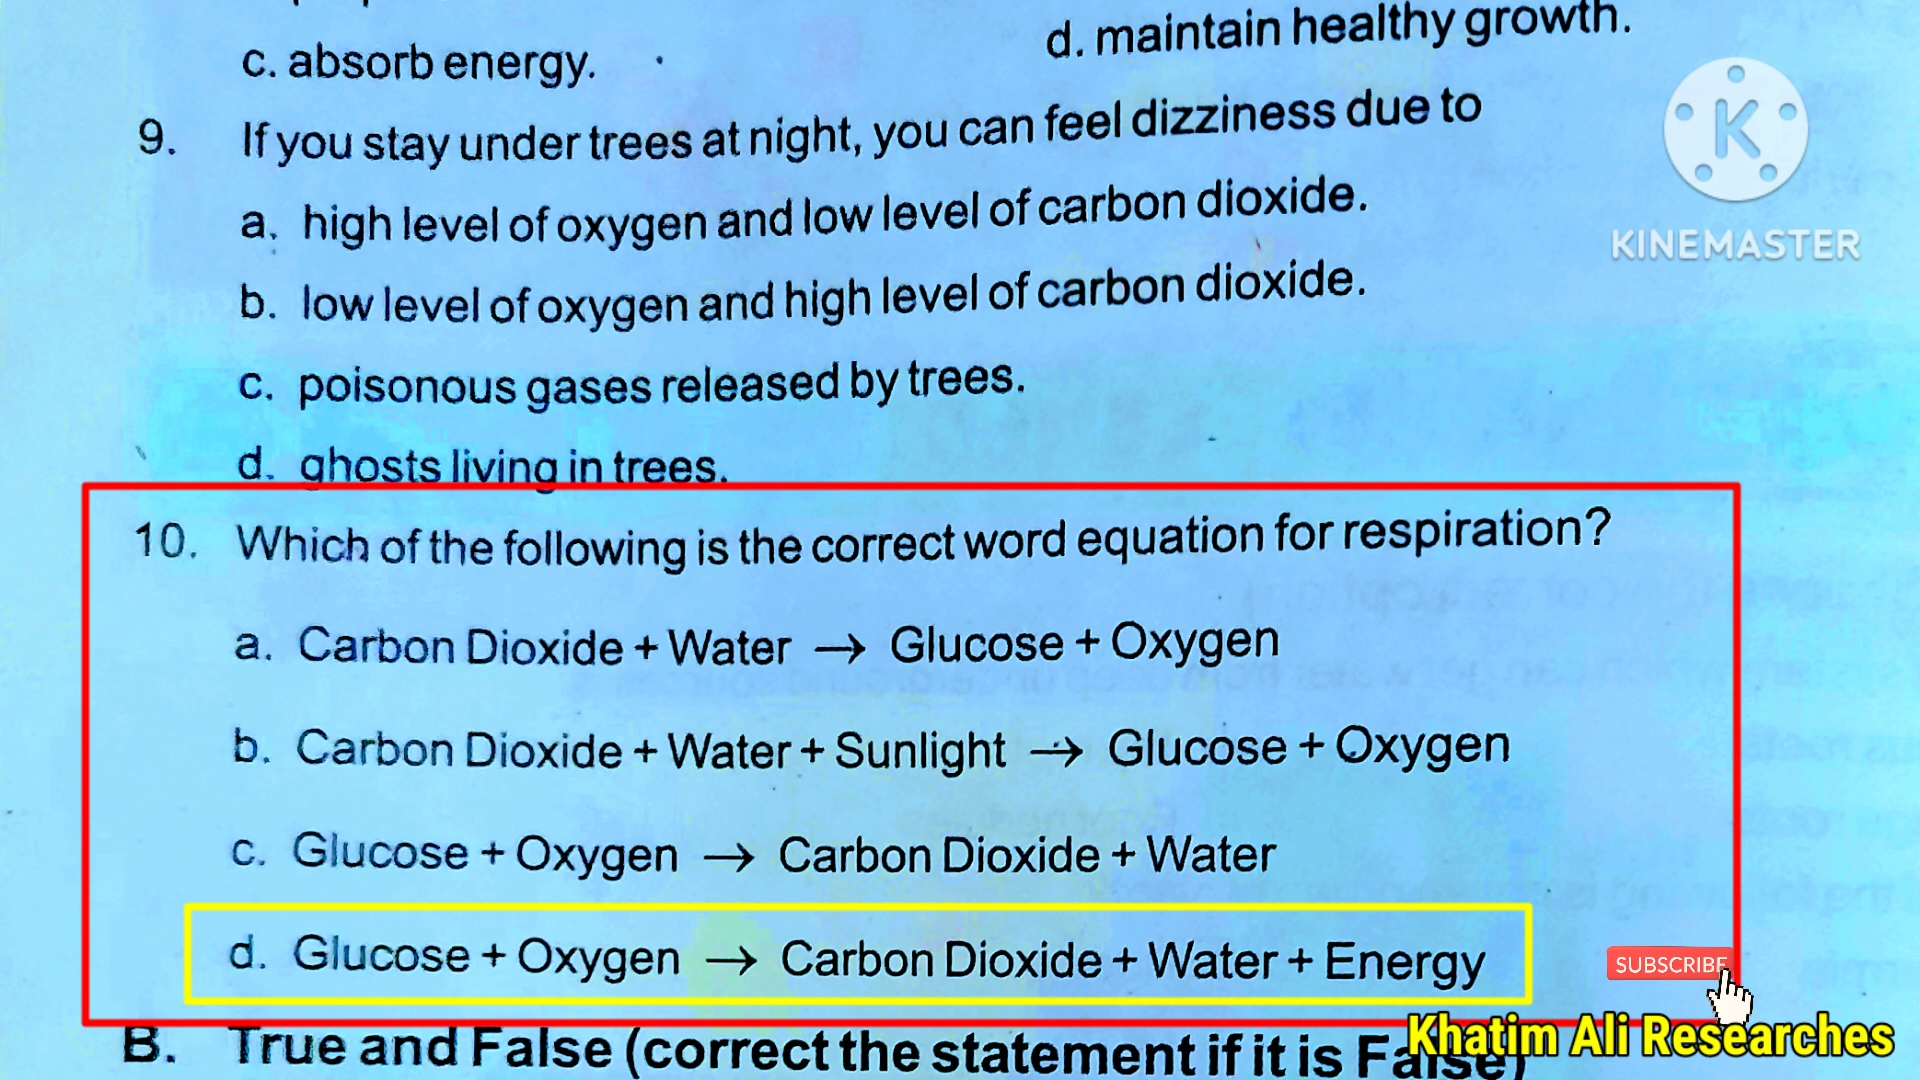 c. absorb energy.
d. maintain healthy growth.
9. If you stay under trees at night, you can feel dizziness due to
a. high level of oxygen and low level of carbon dioxide.
b. low level of oxygen and high level of carbon dioxide.
c. poisonous gases released by trees.
d. ghosts living in trees.
K
KINEMASTER
10. Which of the following is the correct word equation for respiration?
a. Carbon Dioxide + Water → Glucose + Oxygen
b. Carbon Dioxide + Water + Sunlight → Glucose + Oxygen
c. Glucose + Oxygen → Carbon Dioxide + Water
d. Glucose + Oxygen → Carbon Dioxide + Water + Energy
SUBSCRIBE
B. True and False (correct the statement if it is False)
Khatim Ali Researches